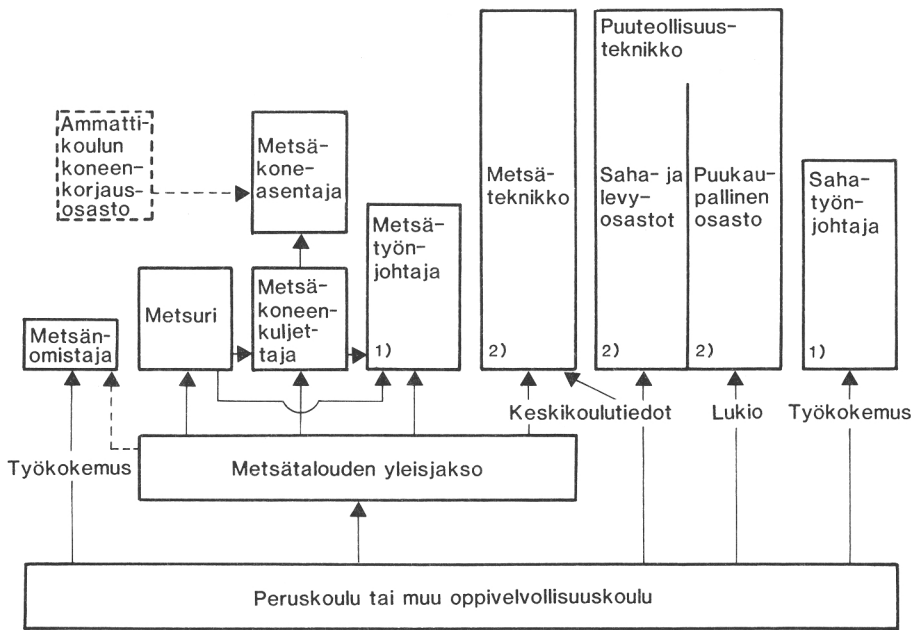 Puuteollisuus-
teknikko
Ammatti-
koulun
koneen-
korjaus-
osasto
Metsä-
kone-
asentaja
Metsä-
teknikko
2)
Saha- ja
levy-
osastot
2)
Puukau-
pallinen
osasto
2)
Saha-
työn-
johtaja
1)
Metsä-
työn-
johtaja
1)
Metsän-
omistaja
Metsuri
Metsä-
koneen-
kuljet-
taja
Keskikoulutiedot
Lukio
Työkokemus
Työkokemus
Metsätalouden yleisjakso
Peruskoulu tai muu oppivelvollisuuskoulu